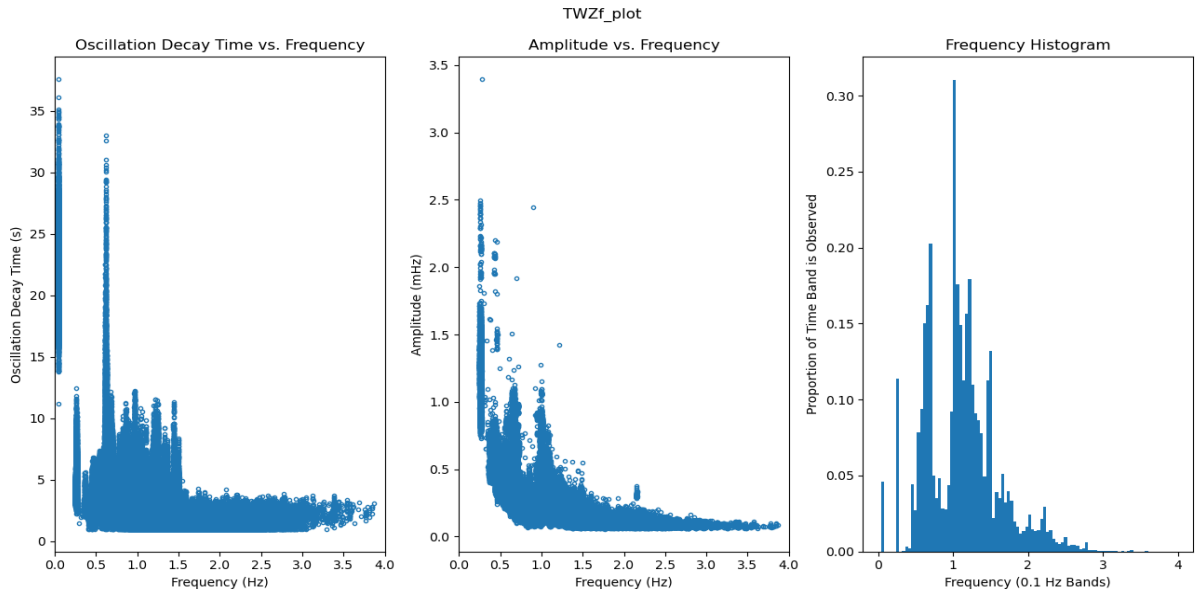 TWZf_plot
Oscillation Decay Time vs. Frequency
Oscillation Decay Time (s)
35
30
25
20
15
10
5
0
0.0 0.5 1.0 1.5 2.0 2.5 3.0 3.5 4.0
Frequency (Hz)
Amplitude vs. Frequency
Amplitude (mHz)
3.5
3.0
2.5
2.0
1.5
1.0
0.5
0.0
0.0 0.5 1.0 1.5 2.0 2.5 3.0 3.5 4.0
Frequency (Hz)
Frequency Histogram
Proportion of Time Band is Observed
0.30
0.25
0.20
0.15
0.10
0.05
0.00
0 1 2 3 4
Frequency (0.1 Hz Bands)